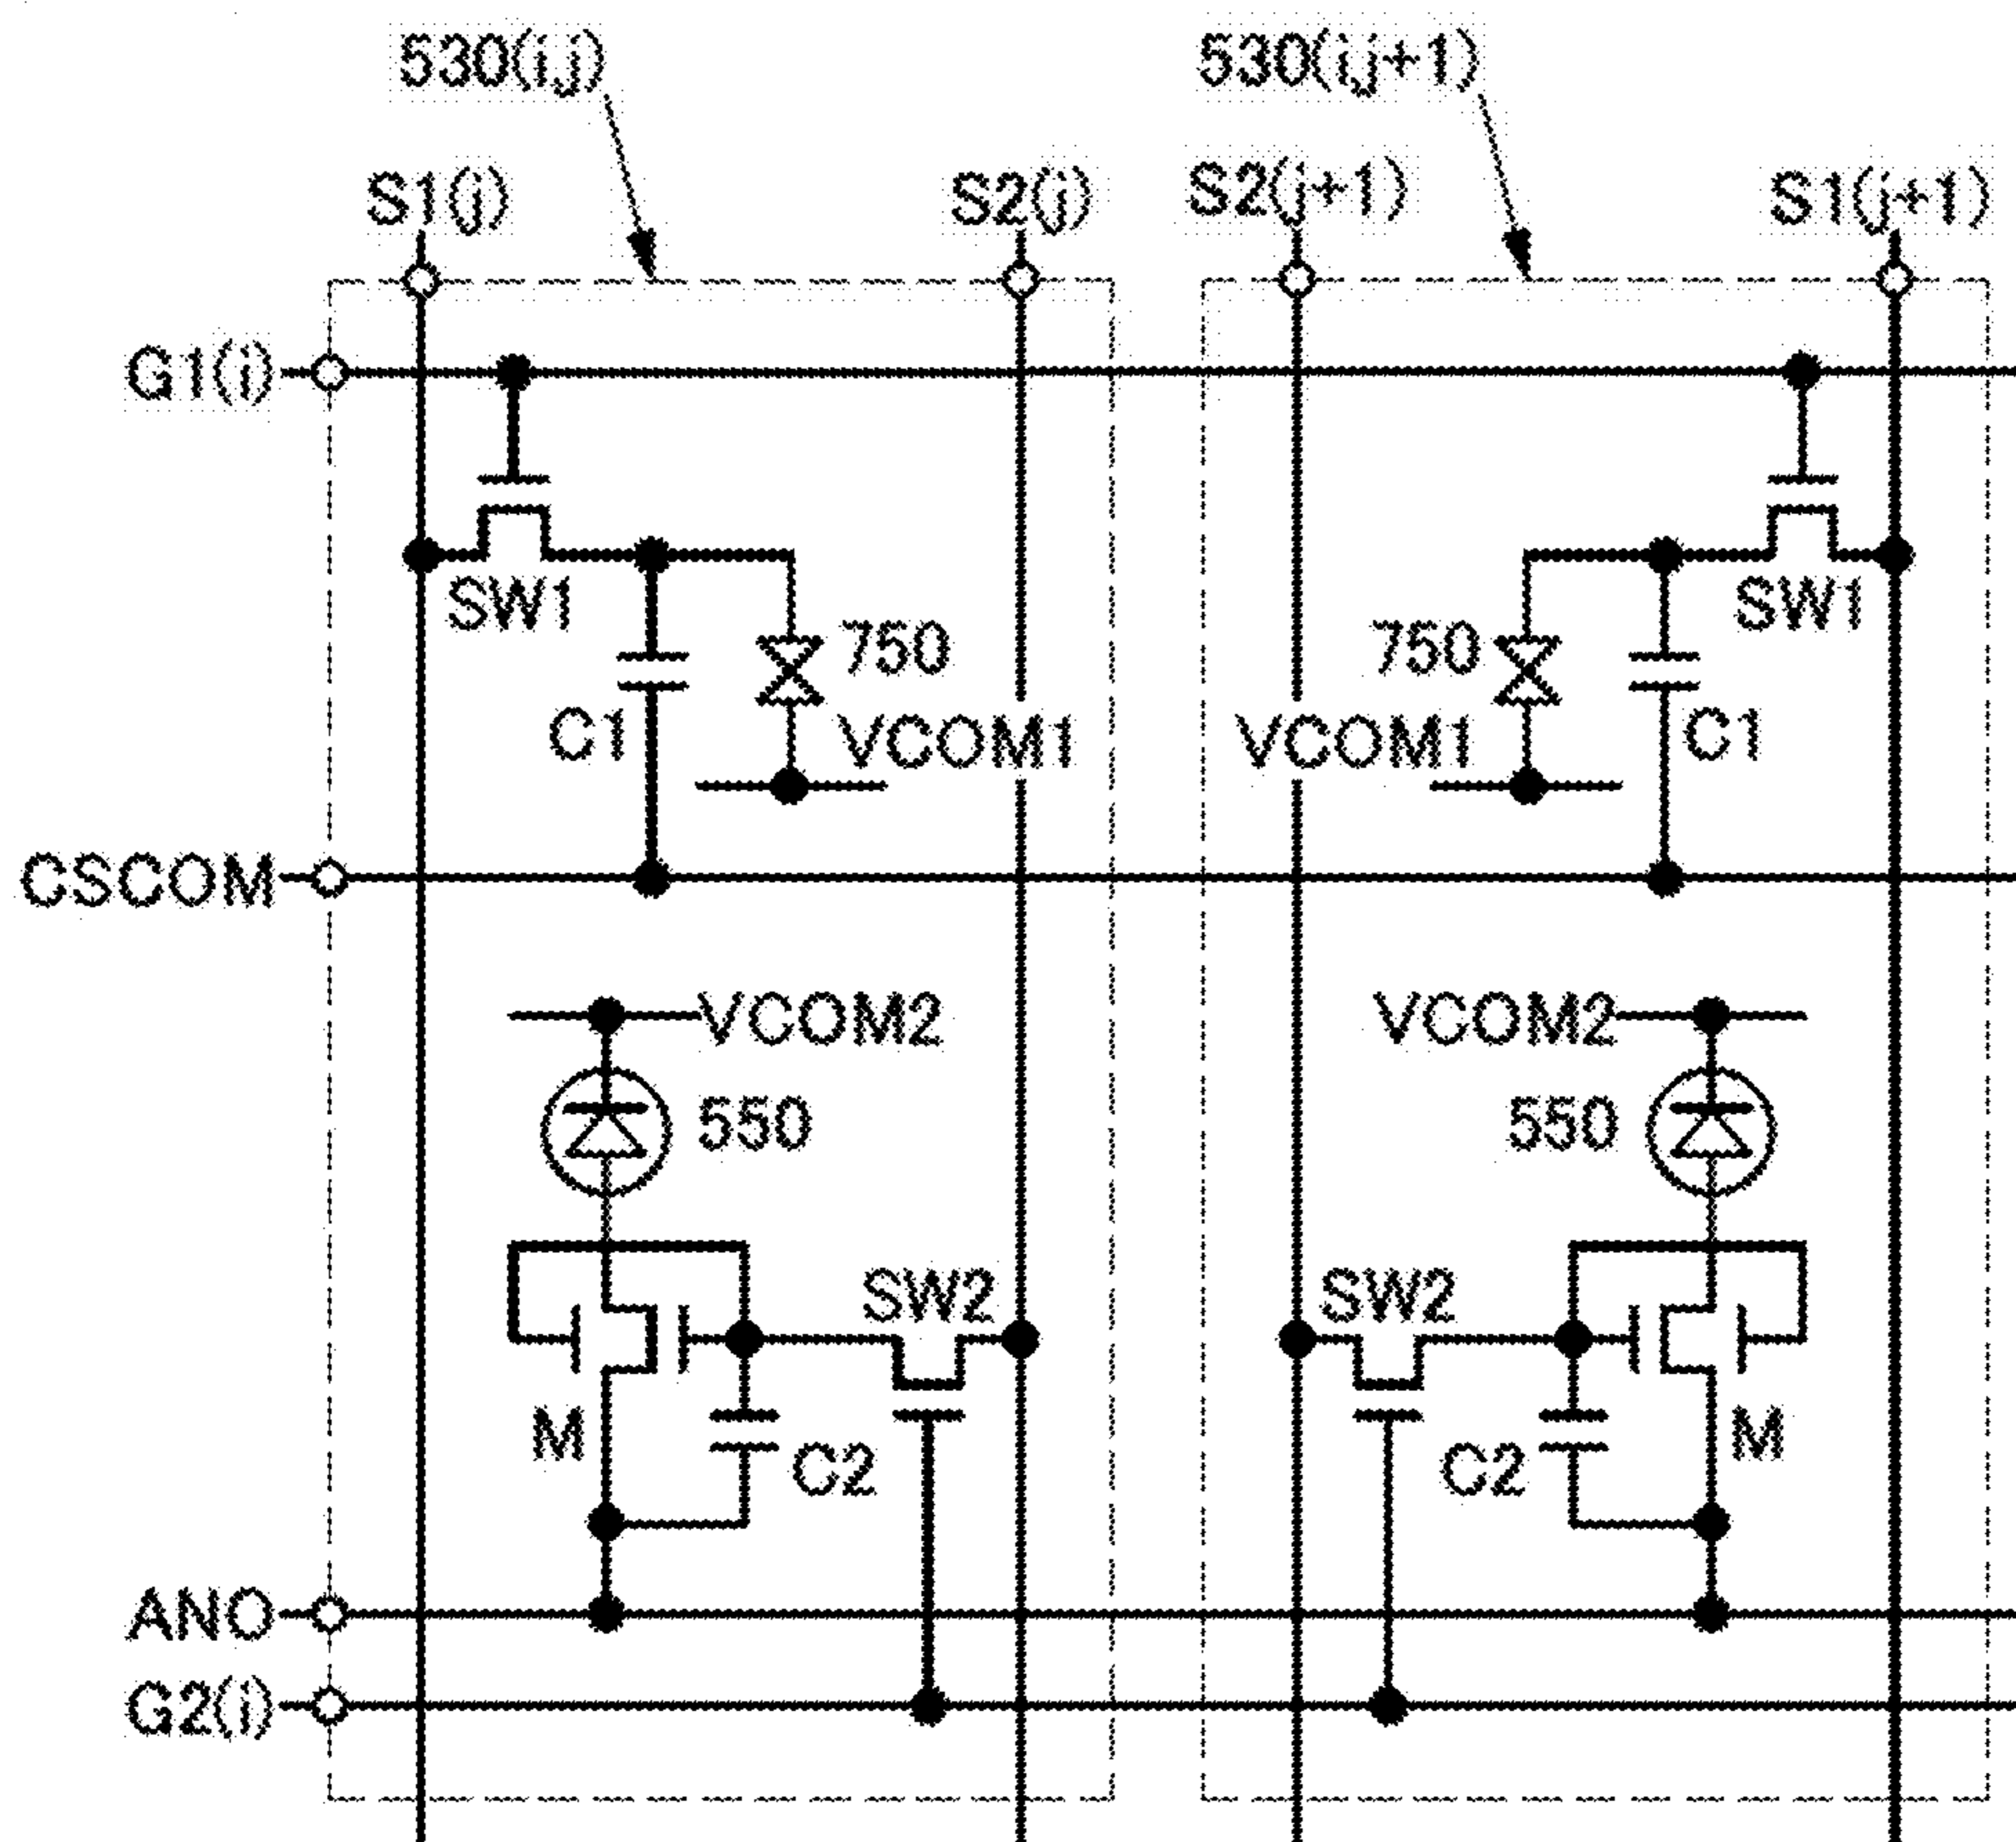 530(i,j) 530(i,j+1)
S1(j) S2(j) S2(j+1) S1(j+1)
G1(i)
SW1 SW1
750 750
C1 VCOM1 VCOM1 C1
CSCOM
VCOM2 VCOM2
550 550
SW2 SW2
M C2 C2 M
ANO
G2(i)